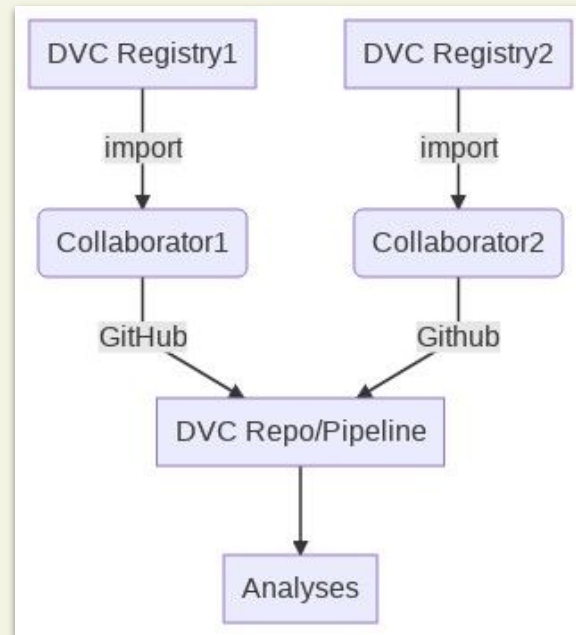 DVC Registry1
DVC Registry2
import
import
Collaborator1
Collaborator2
GitHub
Github
DVC Repo/Pipeline
Analyses